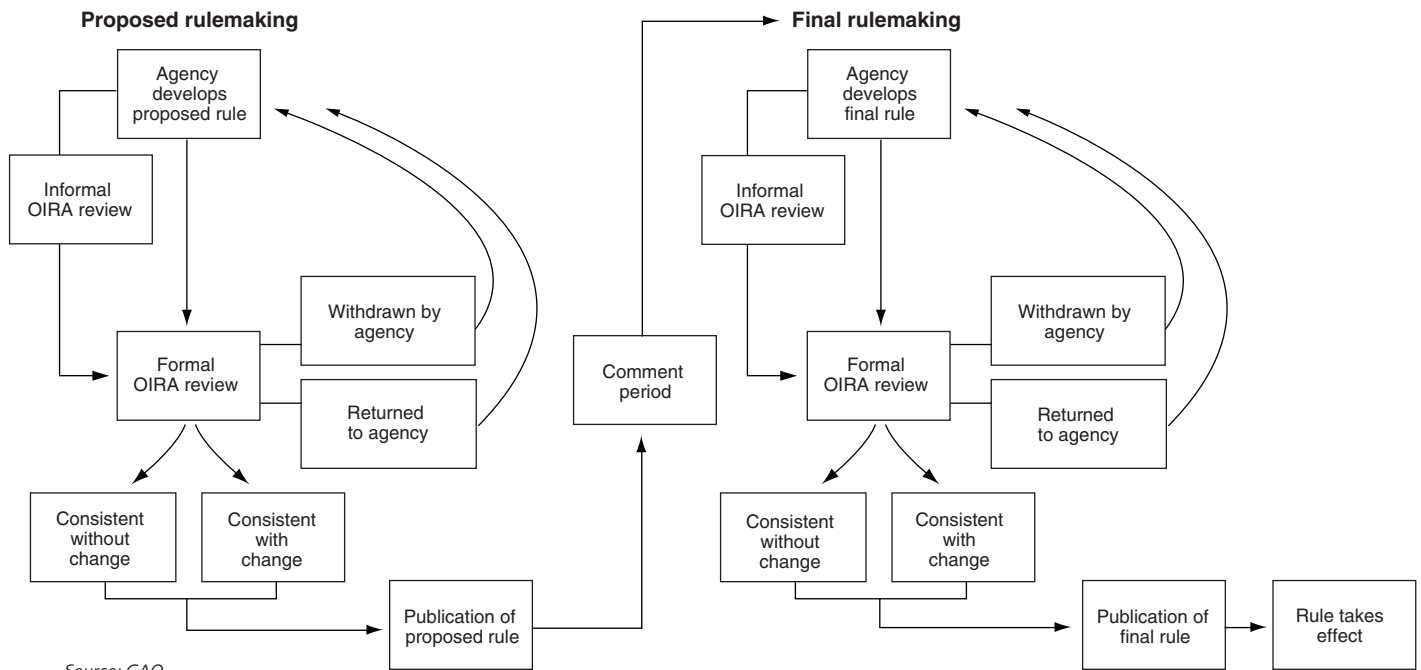 Proposed rulemaking
Agency
develops
proposed rule
Informal
OIRA review
Withdrawn by
agency
Formal
OIRA review
Returned
to agency
Consistent
without
change
Consistent
with
change
Publication of
proposed rule
Comment
period
Final rulemaking
Agency
develops
final rule
Informal
OIRA review
Withdrawn by
agency
Formal
OIRA review
Returned
to agency
Consistent
without
change
Consistent
with
change
Publication of
final rule
Rule takes
effect
Source: GAO